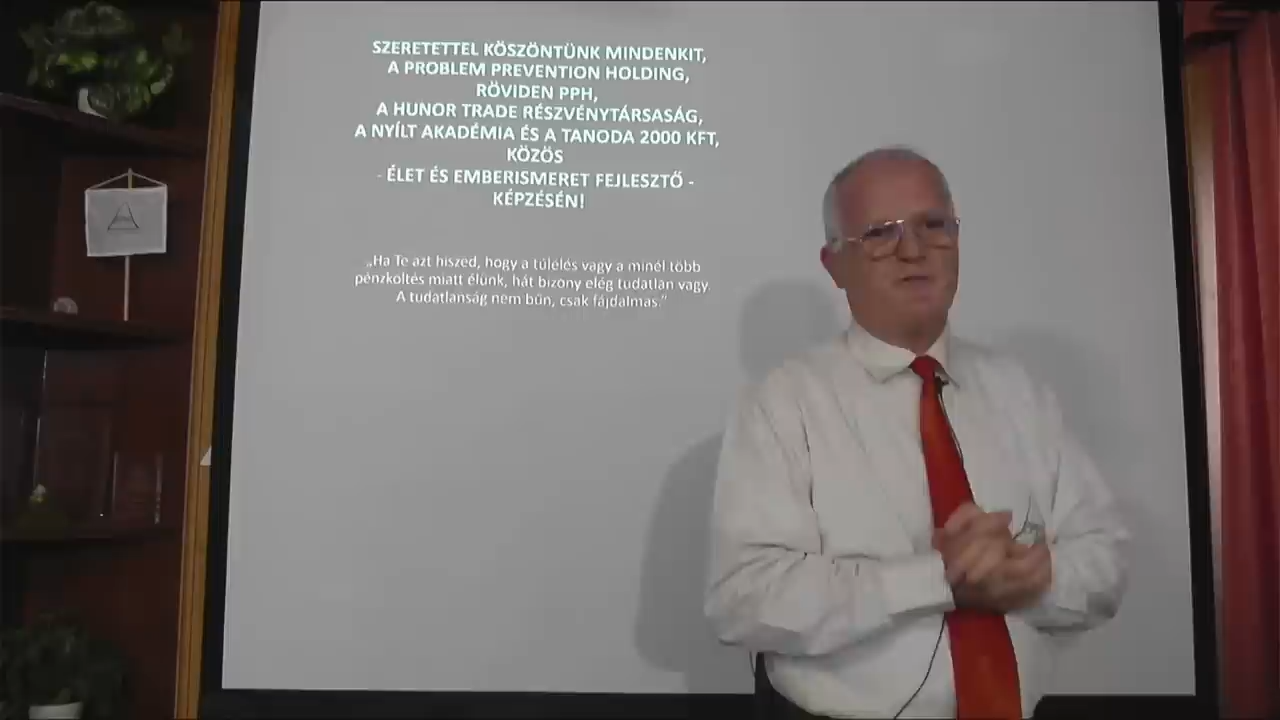 SZERETETTEL KÖSZÖNTÜNK MINDENKIT,
A PROBLEM PREVENTION HOLDING,
RÖVIDEN PPH,
A HUNOR TRADE RÉSZVÉNYTÁRSASÁG,
A NYÍLT AKADÉMIA ÉS A TANODA 2000 KFT,
KÖZÖS
- ÉLET ÉS EMBERISMERET FEJLESZTŐ -
KÉPZÉSÉN!
„Ha Te azt hiszed, hogy a túlélés vagy a minél több
pénzköltés miatt élünk, hát bizony elég tudatlan vagy.
A tudatlanság nem bűn, csak fájdalmas.”